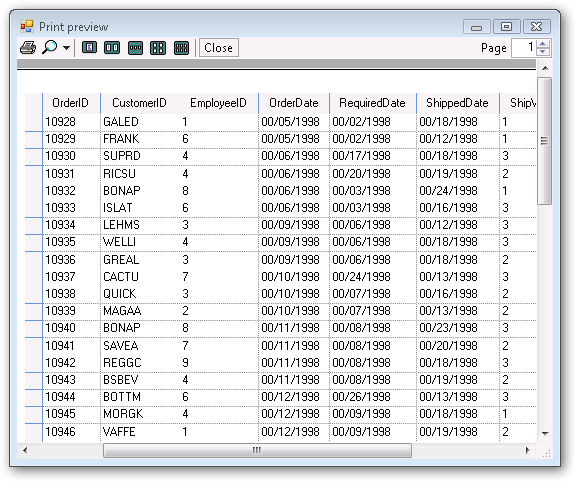 Print preview
Close Page 1
OrderID CustomerID EmployeeID OrderDate RequiredDate ShippedDate ShipV
10928 GALED 1 00/05/1998 00/02/1998 00/18/1998 1
10929 FRANK 6 00/05/1998 00/02/1998 00/12/1998 1
10930 SUPRD 4 00/06/1998 00/17/1998 00/18/1998 3
10931 RICSU 4 00/06/1998 00/20/1998 00/19/1998 2
10932 BONAP 8 00/06/1998 00/03/1998 00/24/1998 1
10933 ISLAT 6 00/06/1998 00/03/1998 00/16/1998 3
10934 LEHMS 3 00/09/1998 00/06/1998 00/12/1998 3
10935 WELLI 4 00/09/1998 00/06/1998 00/18/1998 3
10936 GREAL 3 00/09/1998 00/06/1998 00/18/1998 2
10937 CACTU 7 00/10/1998 00/24/1998 00/13/1998 3
10938 QUICK 3 00/10/1998 00/07/1998 00/16/1998 2
10939 MAGAA 2 00/10/1998 00/07/1998 00/13/1998 2
10940 BONAP 8 00/11/1998 00/08/1998 00/23/1998 3
10941 SAVEA 7 00/11/1998 00/08/1998 00/20/1998 2
10942 REGGC 9 00/11/1998 00/08/1998 00/18/1998 3
10943 BSBEV 4 00/11/1998 00/08/1998 00/19/1998 2
10944 BOTTM 6 00/12/1998 00/26/1998 00/13/1998 3
10945 MORGK 4 00/12/1998 00/09/1998 00/18/1998 1
10946 VAFFE 1 00/12/1998 00/09/1998 00/19/1998 2